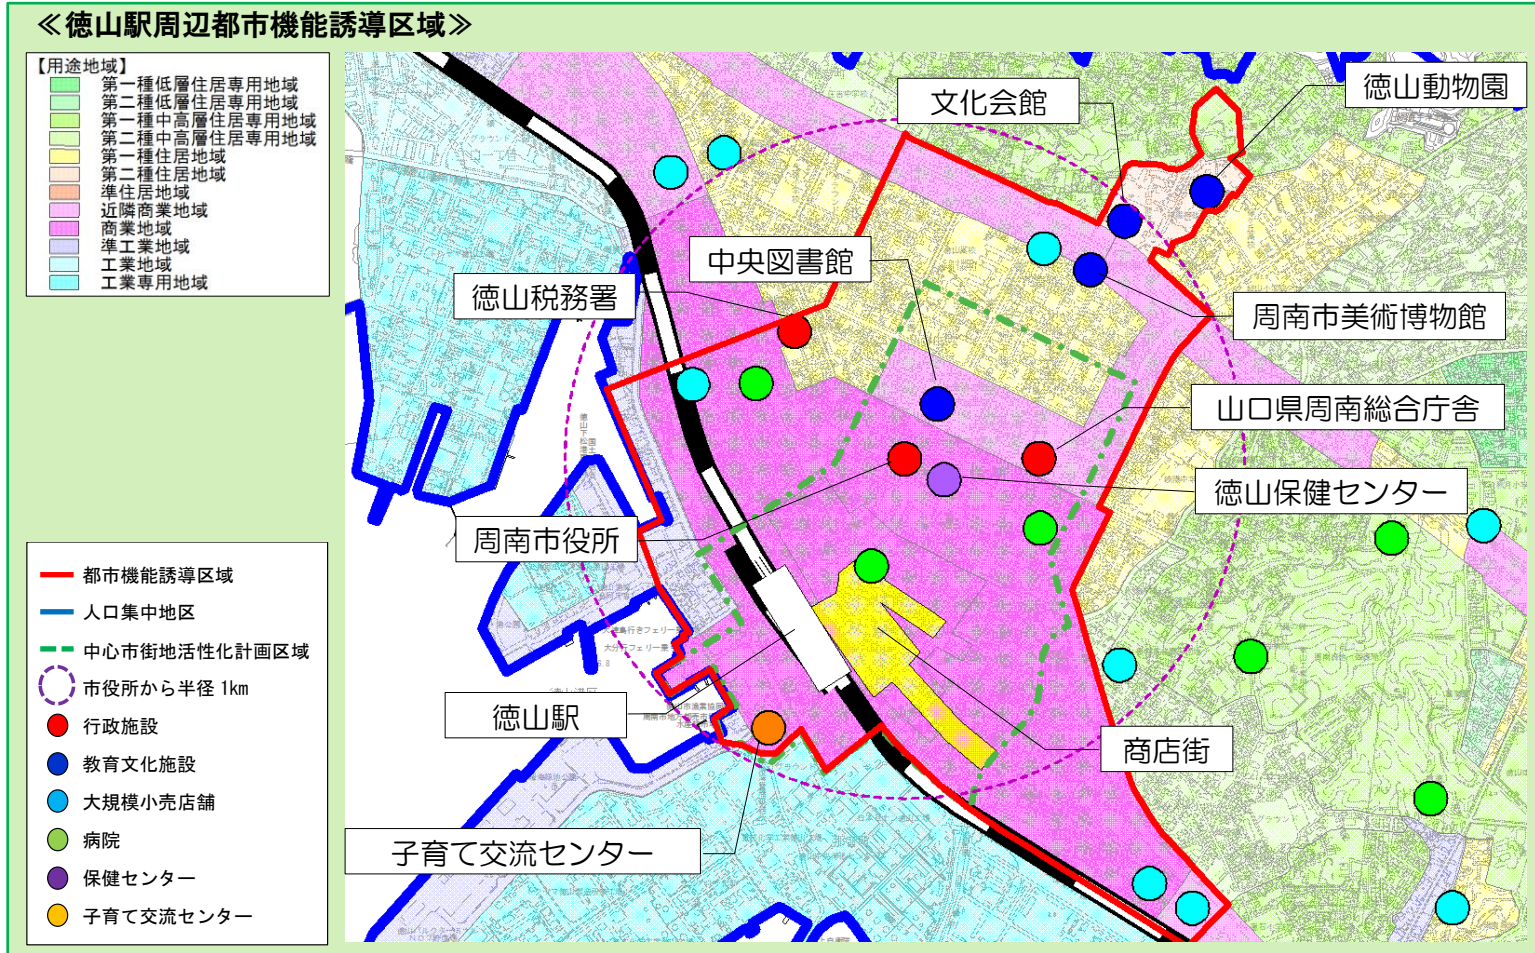 ≪徳山駅周辺都市機能誘導区域≫
【用途地域】
第一種低層住居専用地域
第二種低層住居専用地域
第一種中高層住居専用地域
第二種中高層住居専用地域
第一種住居地域
第二種住居地域
準住居地域
近隣商業地域
商業地域
準工業地域
工業地域
工業専用地域
文化会館
徳山動物園
中央図書館
徳山税務署
周南市美術博物館
山口県周南総合庁舎
徳山保健センター
周南市役所
徳山駅
商店街
子育て交流センター
都市機能誘導区域
人口集中地区
中心市街地活性化計画区域
市役所から半径 1km
行政施設
教育文化施設
大規模小売店舗
病院
保健センター
子育て交流センター